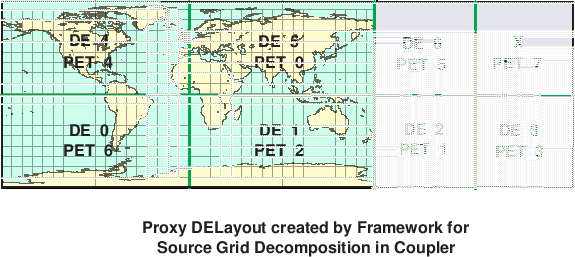 DE 4
PET 4
DE
PET 0
DE 6
PET 5
X
PET 7
DE 0
PET 6
DE 1
PET 2
DE 2
PET 1
DE
PET 3
Proxy DELayout created by Framework for
Source Grid Decomposition in Coupler